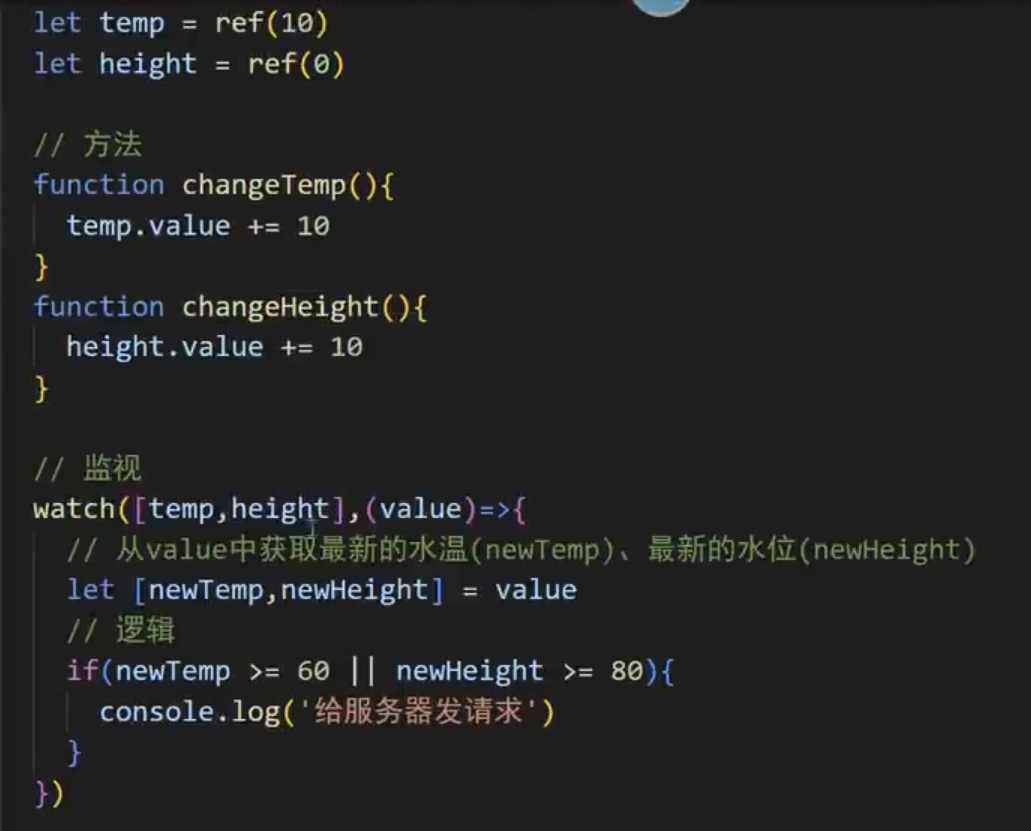 let temp = ref(10)
let height = ref(0)
// 方法
function changeTemp(){
temp.value += 10
}
function changeHeight(){
height.value += 10
}
// 监视
watch([temp,height],(value)=>{
// 从value中获取最新的水温(newTemp)、最新的水位(newHeight)
let [newTemp,newHeight] = value
// 逻辑
if(newTemp >= 60 || newHeight >= 80){
console.log('给服务器发请求')
}
})